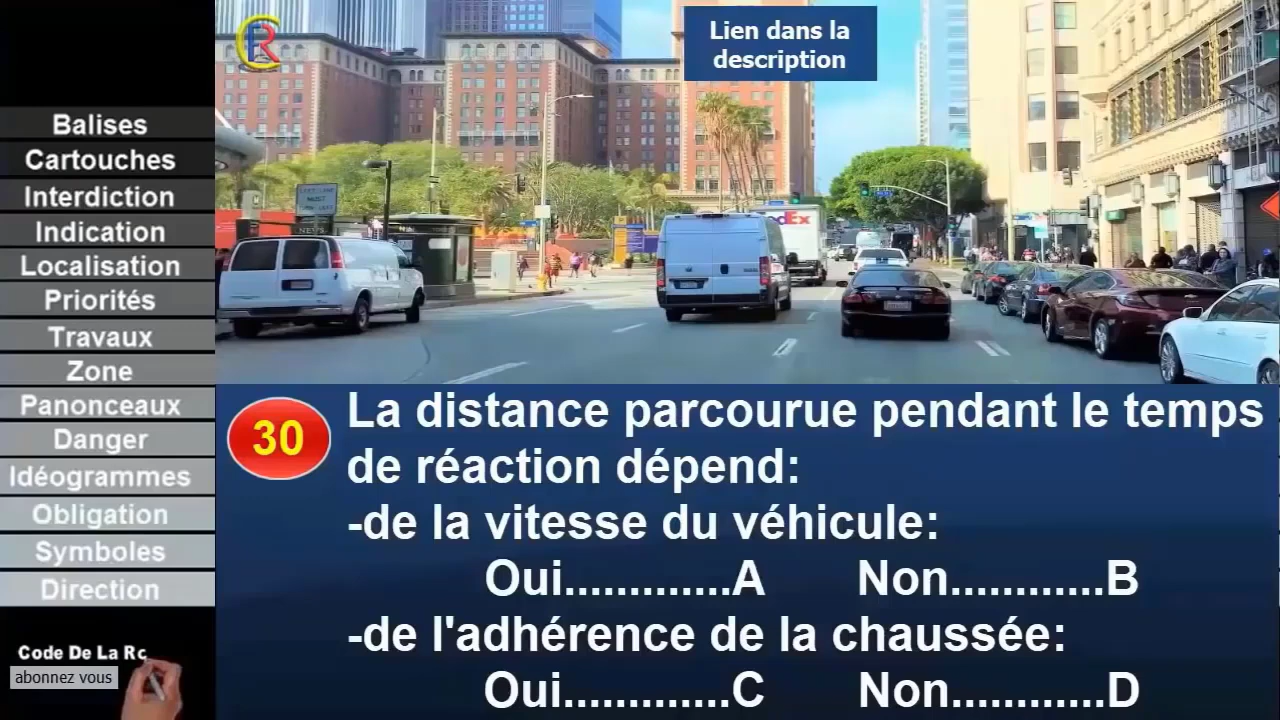 Lien dans la
description
Balises
Cartouches
Interdiction
Indication
Localisation
Priorités
Travaux
Zone
Panonceaux
Danger
Idéogrammes
Obligation
Symboles
Direction
Code De La Rc
abonnez vous
FedEx
30
La distance parcourue pendant le temps
de réaction dépend:
-de la vitesse du véhicule:
Oui.............A Non............B
-de l'adhérence de la chaussée:
Oui.............C Non............D